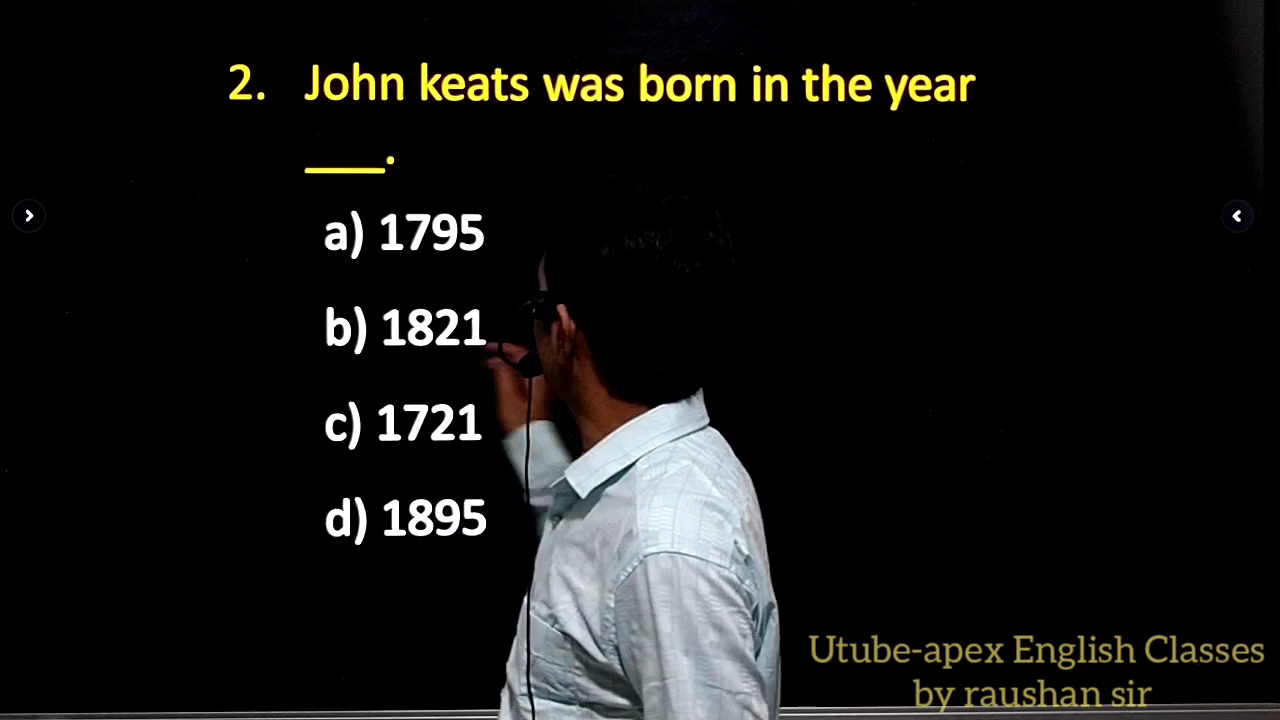 2. John keats was born in the year
____.
a) 1795
b) 1821
c) 1721
d) 1895
Utube-apex English Classes
by raushan sir